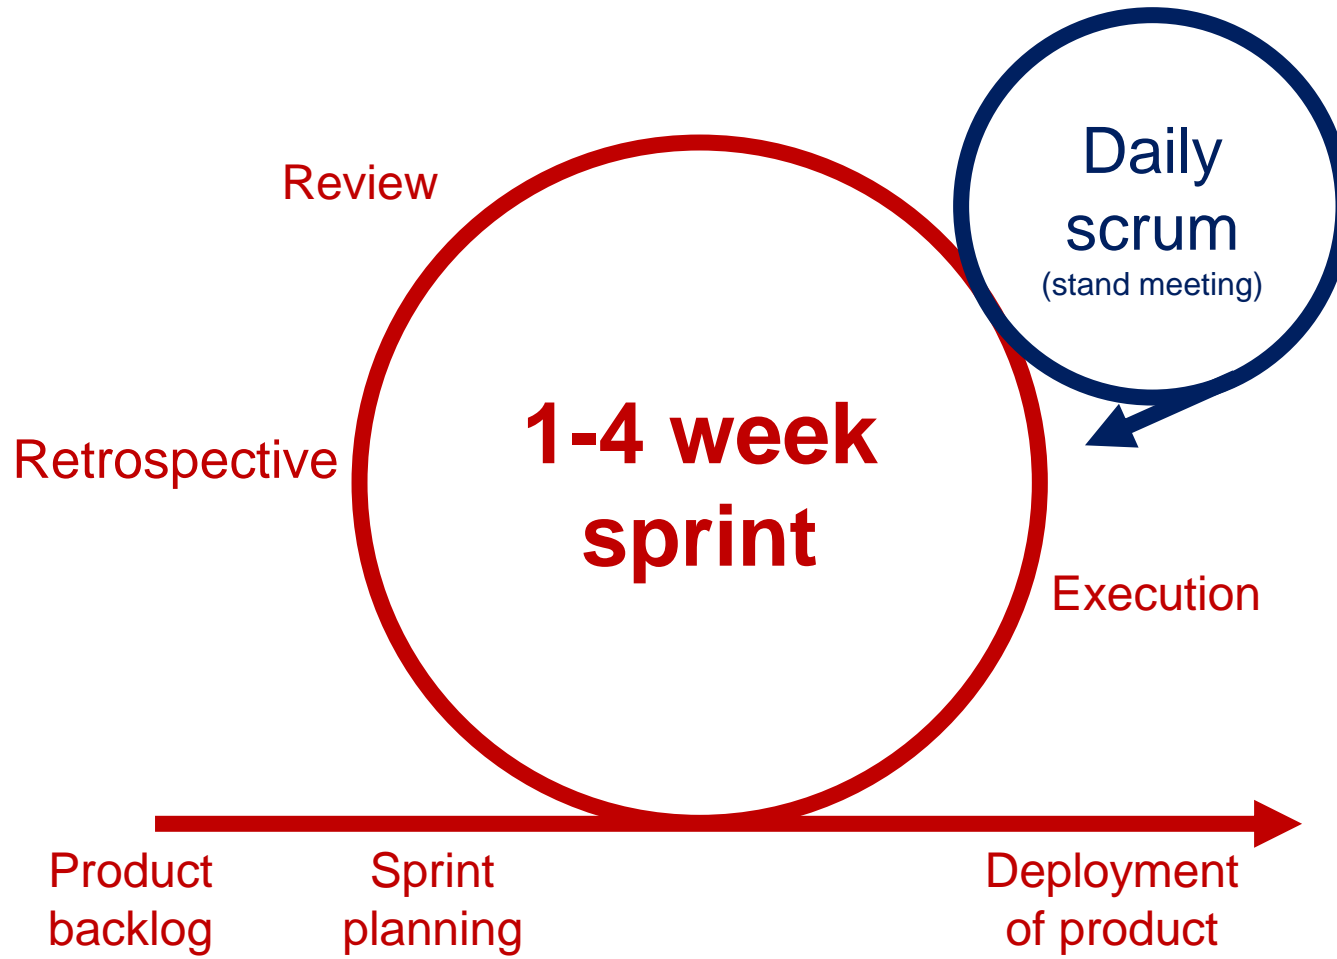 Daily
scrum
(stand meeting)
Review
1-4 week
sprint
Retrospective
Execution
Product
backlog
Sprint
planning
Deployment
of product